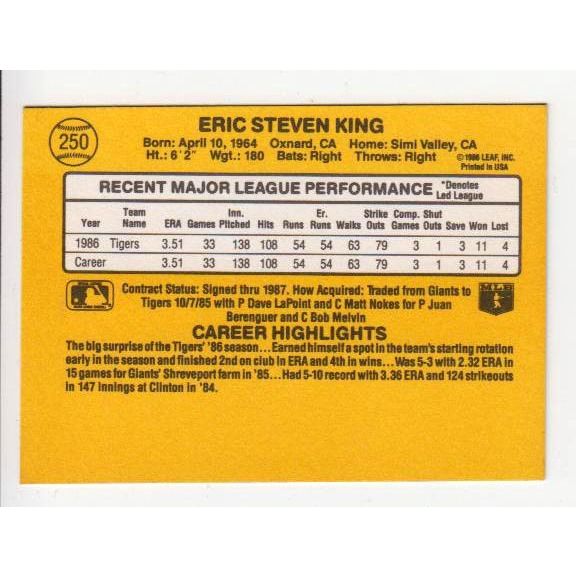 250
ERIC STEVEN KING
Born: April 10, 1964 Oxnard, CA Home: Simi Valley, CA
Ht.: 6'2" Wgt.: 180 Bats: Right Throws: Right
© 1986 LEAF, INC.
Printed in USA
RECENT MAJOR LEAGUE PERFORMANCE *Denotes Led League
Year Team Name ERA Games Inn. Pitched Hits Runs Er. Runs Walks Strike Outs Comp. Games Shut Outs Save Won Lost
1986 Tigers 3.51 33 138 108 54 54 63 79 3 1 3 11 4
Career 3.51 33 138 108 54 54 63 79 3 1 3 11 4
Contract Status: Signed thru 1987. How Acquired: Traded from Giants to
Tigers 10/7/85 with P Dave LaPoint and C Matt Nokes for P Juan
Berenguer and C Bob Melvin
MLB
CAREER HIGHLIGHTS
The big surprise of the Tigers' '86 season...Earned himself a spot in the team's starting rotation
early in the season and finished 2nd on club in ERA and 4th in wins...Was 5-3 with 2.32 ERA in
15 games for Giants' Shreveport farm in '85...Had 5-10 record with 3.36 ERA and 124 strikeouts
in 147 innings at Clinton in '84.